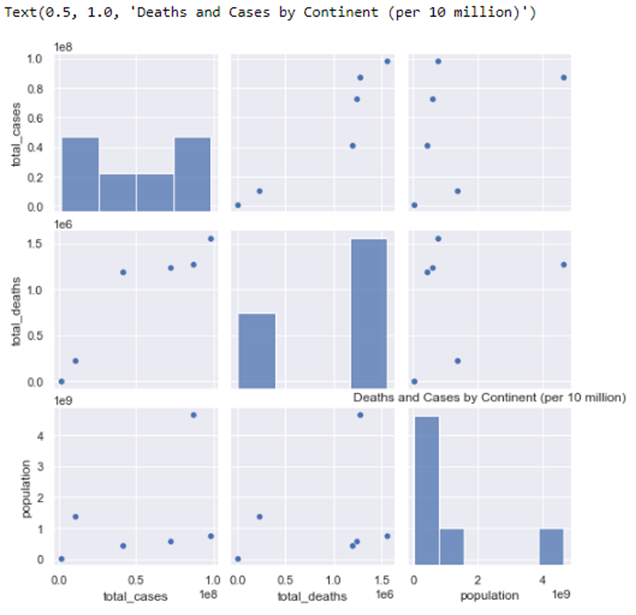 Text(0.5, 1.0, 'Deaths and Cases by Continent (per 10 million)')
1e8
1.0
0.8
0.6
0.4
0.2
0.0
total_cases
1e6
1.5
1.0
0.5
0.0
total_deaths
Deaths and Cases by Continent (per 10 million)
1e9
4
3
2
1
0
population
0.0 0.5 1.0 0.0 0.5 1.0 1.5 0 2 4
1e8 1e6 1e9
total_cases total_deaths population